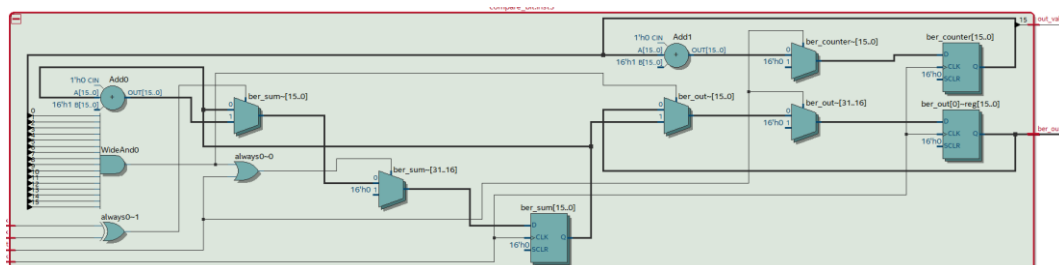 1'h0 CIN
Add1
A[15..0]
OUT[15..0]
16'h1 B[15..0]
ber_counter~[15..0]
0
16'h0 1
ber_counter[15..0]
D
CLK
Q
16'h0
SCLR
15
1'h0 CIN
Add0
A[15..0]
OUT[15..0]
16'h1 B[15..0]
ber_sum~[15..0]
0
1
ber_out~[15..0]
0
1
ber_out~[31..16]
0
16'h0 1
ber_out[0]~reg[15..0]
D
CLK
Q
16'h0
SCLR
WideAnd0
always0~0
ber_sum~[31..16]
0
16'h0 1
always0~1
ber_sum[15..0]
D
CLK
Q
16'h0
SCLR